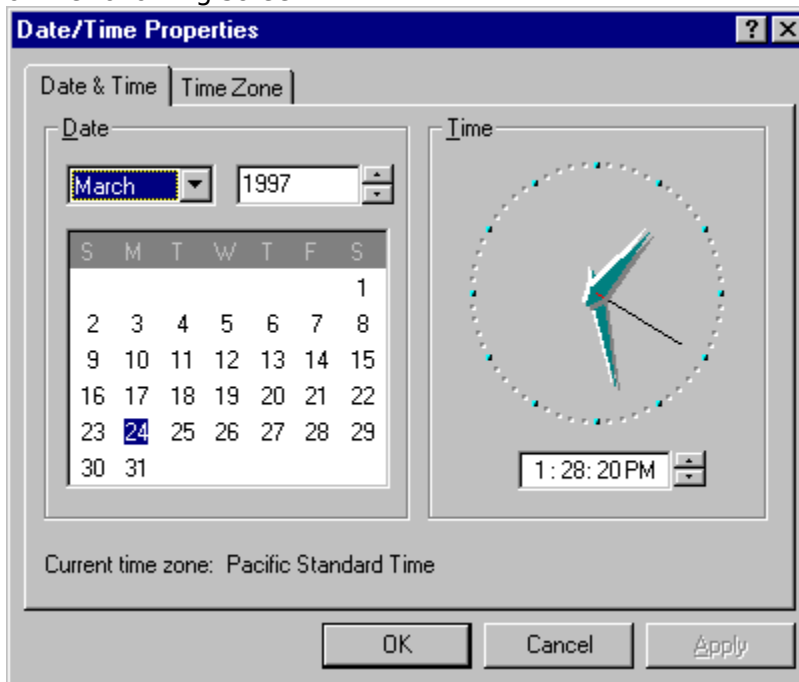 Date/Time Properties
Date & Time
Time Zone
Date
March
1997
S M T W T F S
1
2 3 4 5 6 7 8
9 10 11 12 13 14 15
16 17 18 19 20 21 22
23 24 25 26 27 28 29
30 31
Time
1:28:20 PM
Current time zone: Pacific Standard Time
OK
Cancel
Apply